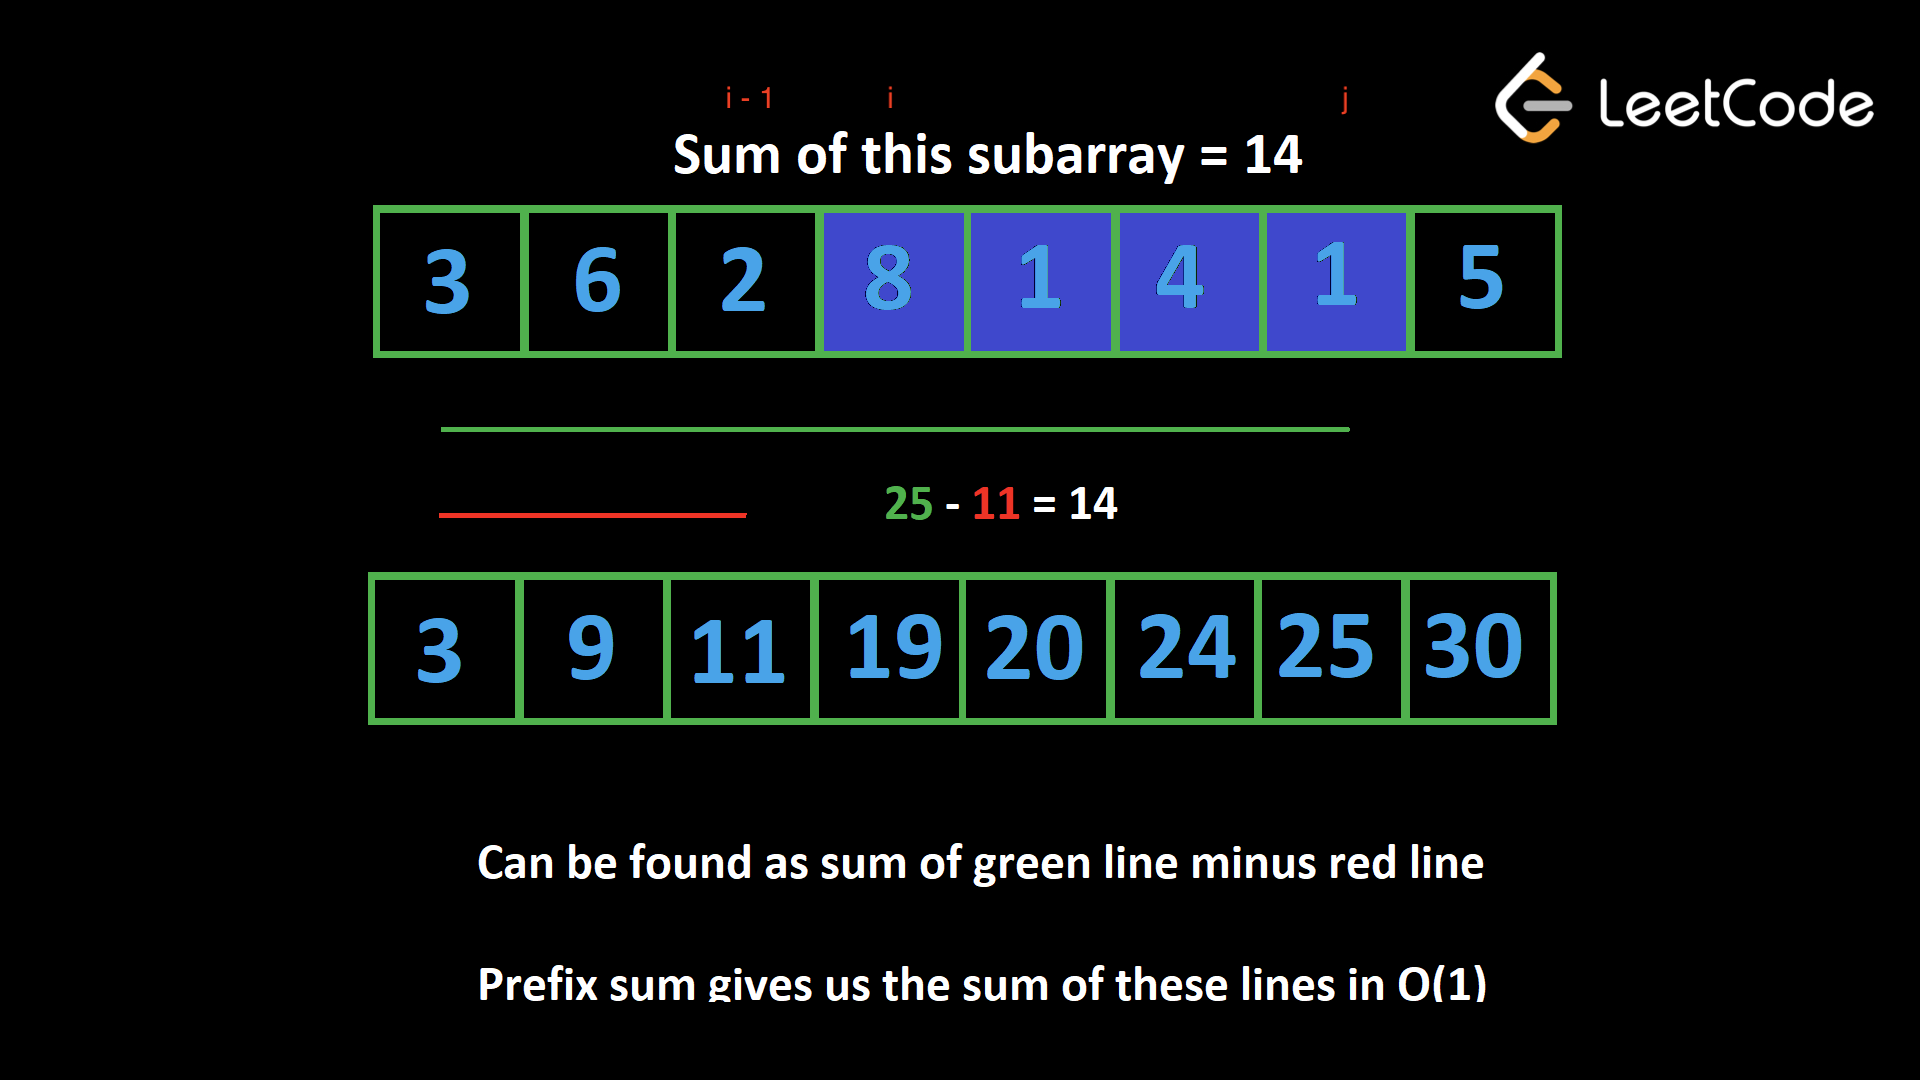 i - 1 i j
LeetCode
Sum of this subarray = 14
3 6 2 8 1 4 1 5
25 - 11 = 14
3 9 11 19 20 24 25 30
Can be found as sum of green line minus red line
Prefix sum gives us the sum of these lines in O(1)